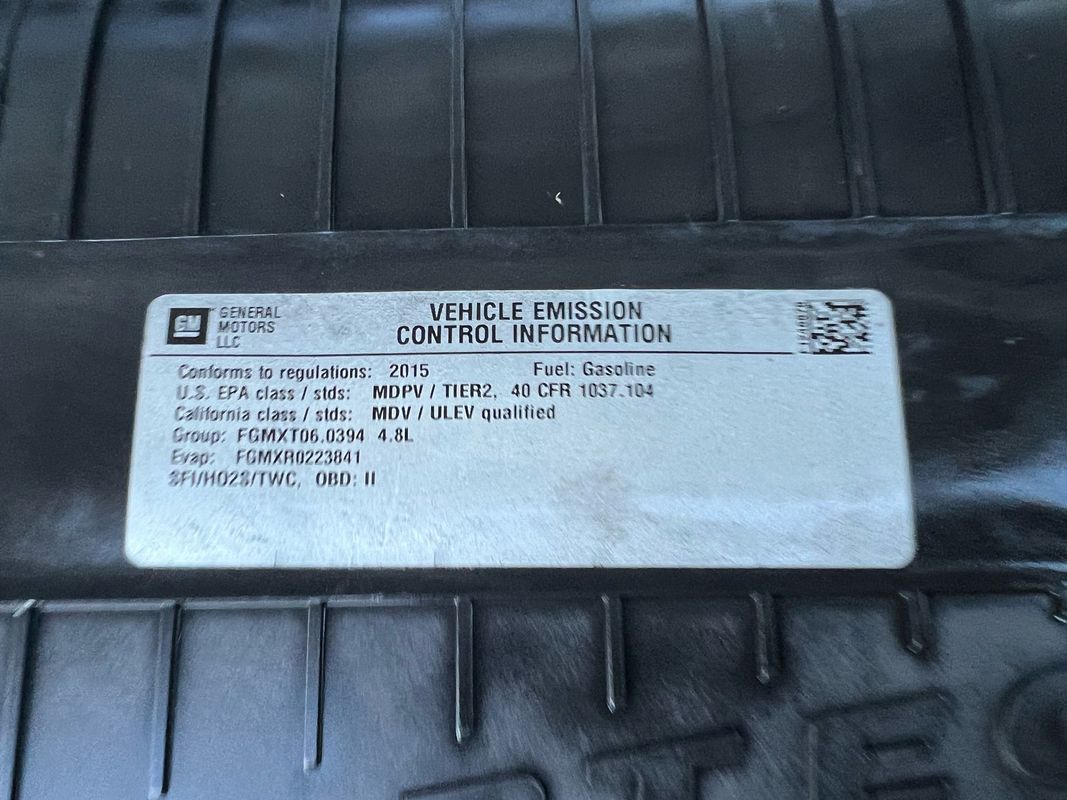 GM GENERAL
MOTORS
LLC
VEHICLE EMISSION
CONTROL INFORMATION
Conforms to regulations: 2015 Fuel: Gasoline
U.S. EPA class / stds: MDPV / TIER2, 40 CFR 1037.104
California class / stds: MDV / ULEV qualified
Group: FGMXT06.0394 4.8L
Evap: FGMXR0223841
SFI/HO2S/TWC, OBD: II